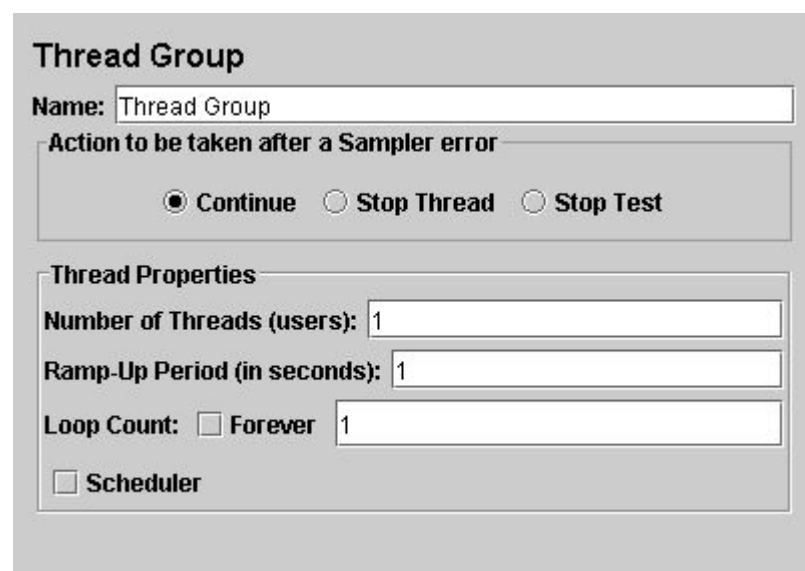 Thread Group
Name: Thread Group
Action to be taken after a Sampler error
Continue Stop Thread Stop Test
Thread Properties
Number of Threads (users): 1
Ramp-Up Period (in seconds): 1
Loop Count: Forever 1
Scheduler